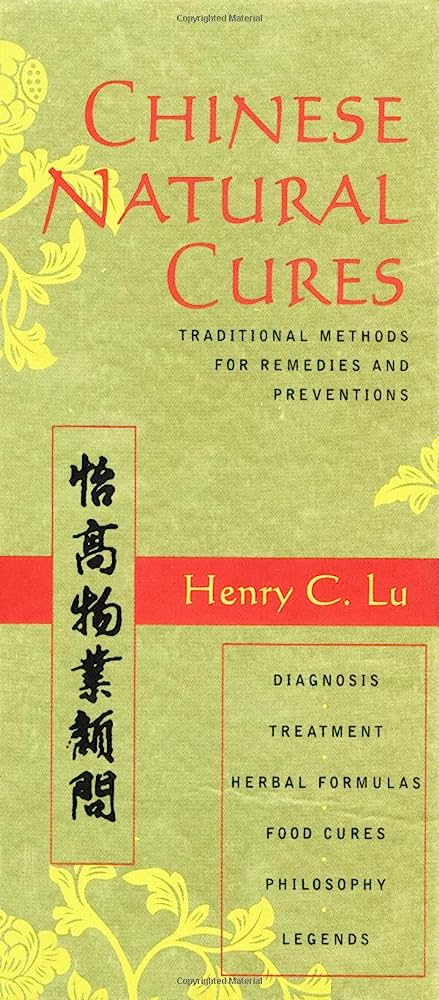 Copyrighted Material
CHINESE
NATURAL
CURES
TRADITIONAL METHODS
FOR REMEDIES AND
PREVENTIONS
怡高物業顧問
Henry C. Lu
DIAGNOSIS
TREATMENT
HERBAL FORMULAS
FOOD CURES
PHILOSOPHY
LEGENDS
Copyrighted Material